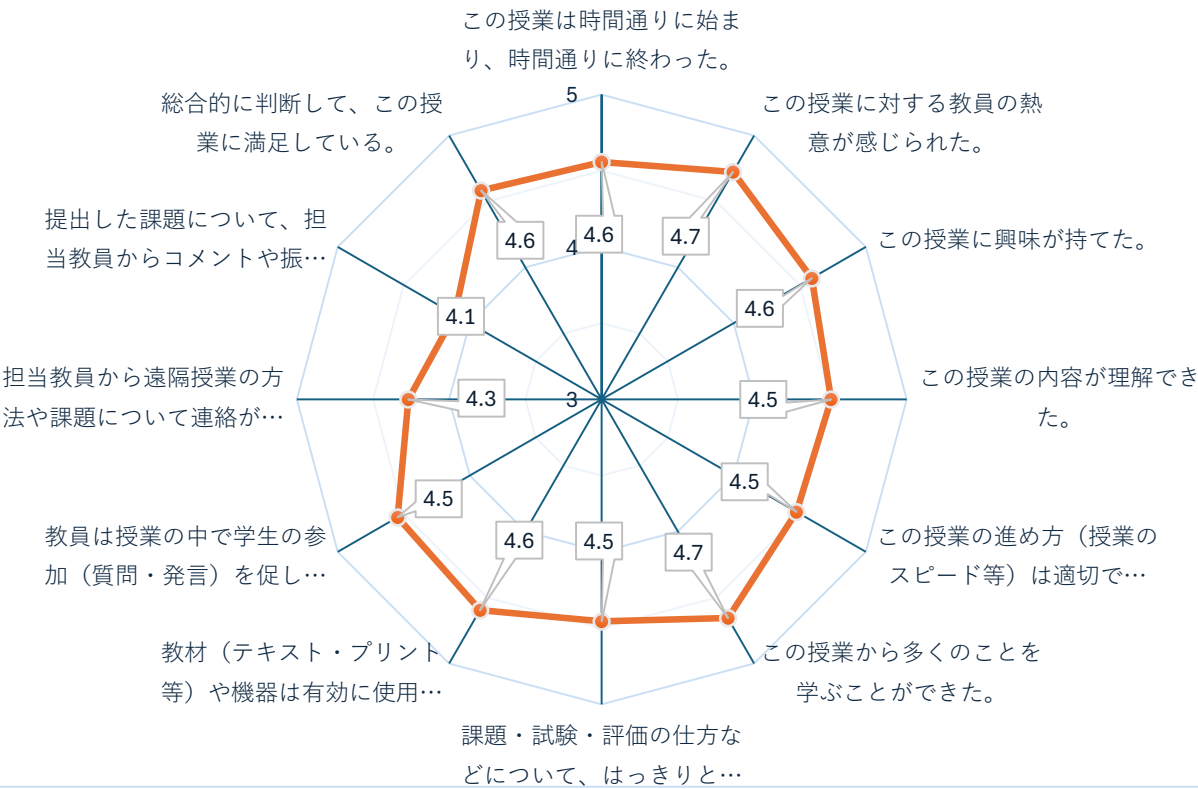 この授業は時間通りに始ま
り、時間通りに終わった。
この授業に対する教員の熱
意が感じられた。
この授業に興味が持てた。
この授業の内容が理解でき
た。
この授業の進め方（授業の
スピード等）は適切で…
この授業から多くのことを
学ぶことができた。
課題・試験・評価の仕方な
どについて、はっきりと…
教材（テキスト・プリント
等）や機器は有効に使用…
教員は授業の中で学生の参
加（質問・発言）を促し…
担当教員から遠隔授業の方
法や課題について連絡が…
提出した課題について、担
当教員からコメントや振…
総合的に判断して、この授
業に満足している。
5
4
3
4.6
4.7
4.6
4.5
4.5
4.7
4.5
4.6
4.5
4.3
4.1
4.6